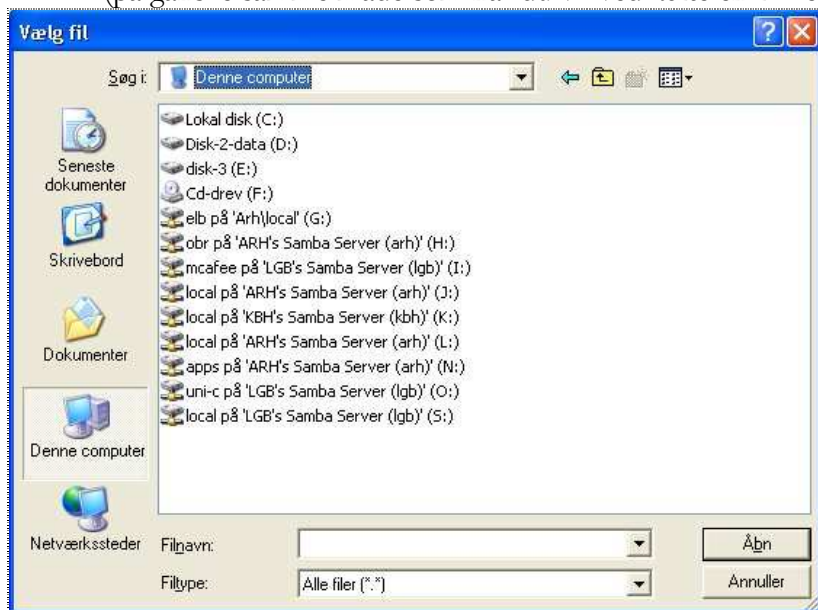 Vælg fil
Søg i: Denne computer
Seneste dokumenter
Skrivebord
Dokumenter
Denne computer
Netværkssteder
Lokal disk (C:)
Disk-2-data (D:)
disk-3 (E:)
Cd-drev (F:)
elb på 'Arh\local' (G:)
obr på 'ARH's Samba Server (arh)' (H:)
mcafee på 'LGB's Samba Server (lgb)' (I:)
local på 'ARH's Samba Server (arh)' (J:)
local på 'KBH's Samba Server (kbh)' (K:)
local på 'ARH's Samba Server (arh)' (L:)
apps på 'ARH's Samba Server (arh)' (N:)
uni-c på 'LGB's Samba Server (lgb)' (O:)
local på 'LGB's Samba Server (lgb)' (S:)
Filnavn:
Åbn
Filtype: Alle filer (*.*)
Annuller